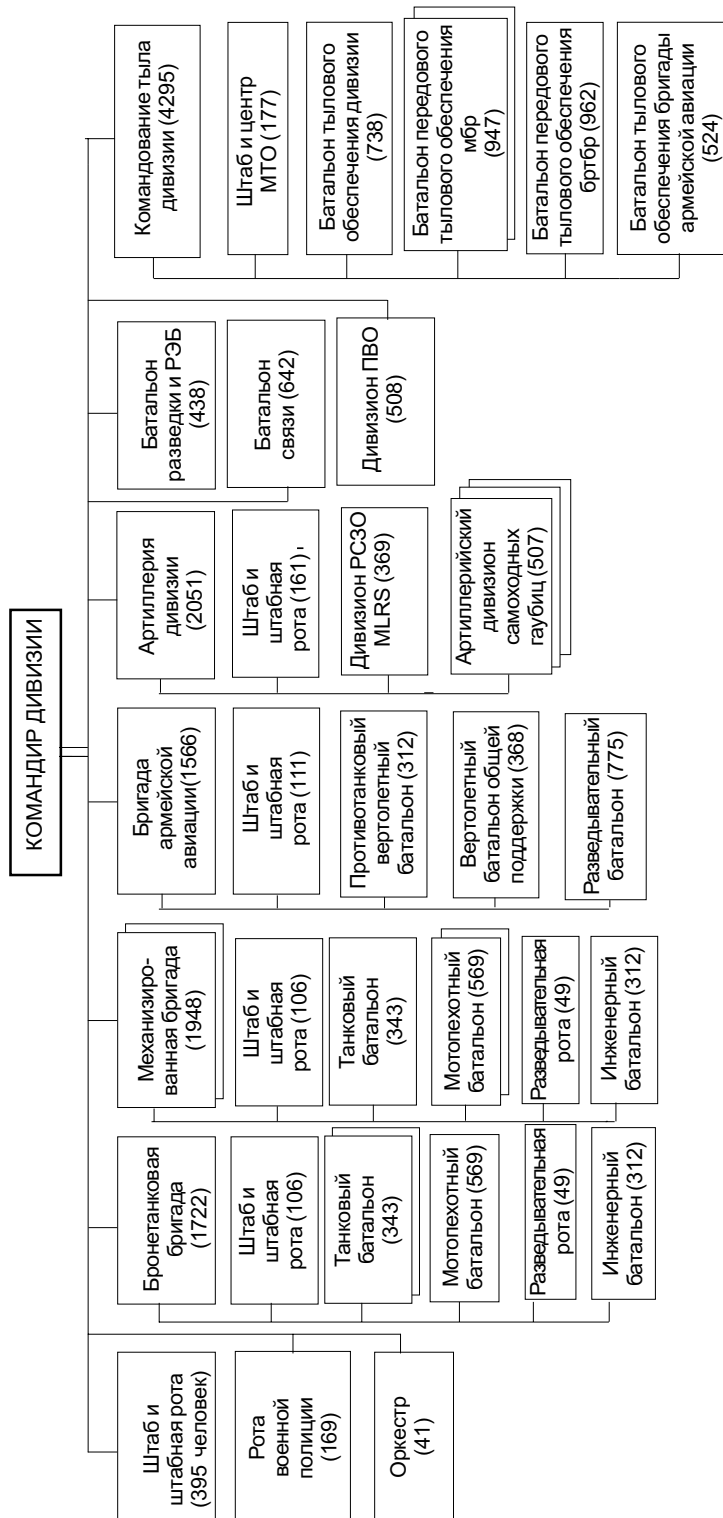 КОМАНДИР ДИВИЗИИ
Штаб и
штабная рота
(395 человек)
Рота
военной
полиции
(169)
Оркестр
(41)
Бронетанковая
бригада
(1722)
Штаб и
штабная
рота (106)
Танковый
батальон
(343)
Мотопехотный
батальон (569)
Разведывательная
рота (49)
Инженерный
батальон (312)
Механизиро-
ванная бригада
(1948)
Штаб и
штабная
рота (106)
Танковый
батальон
(343)
Мотопехотный
батальон (569)
Разведывательная
рота (49)
Инженерный
батальон (312)
Бригада
армейской
авиации(1566)
Штаб и
штабная
рота (111)
Противотанковый
вертолетный
батальон (312)
Вертолетный
батальон общей
поддержки (368)
Разведывательный
батальон (775)
Артиллерия
дивизии
(2051)
Штаб и
штабная
рота (161)
Дивизион РСЗО
MLRS (369)
Артиллерийский
дивизион
самоходных
гаубиц (507)
Батальон
разведки и РЭБ
(438)
Батальон
связи (642)
Дивизион ПВО
(508)
Командование тыла
дивизии (4295)
Штаб и центр
МТО (177)
Батальон тылового
обеспечения дивизии
(738)
Батальон передового
тылового обеспечения
мбр
(947)
Батальон передового
тылового обеспечения
бртбр (962)
Батальон тылового
обеспечения бригады
армейской авиации
(524)